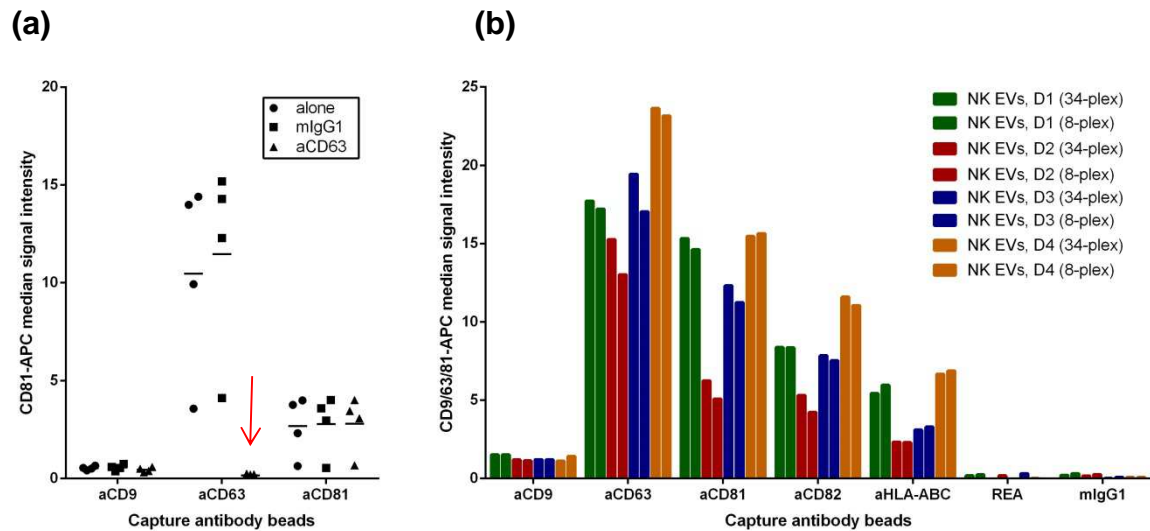 (a)
(b)
CD81-APC median signal intensity
20
15
10
5
0
alone
mIgG1
aCD63
aCD9
aCD63
aCD81
Capture antibody beads
CD9/63/81-APC median signal intensity
25
20
15
10
5
0
NK EVs, D1 (34-plex)
NK EVs, D1 (8-plex)
NK EVs, D2 (34-plex)
NK EVs, D2 (8-plex)
NK EVs, D3 (34-plex)
NK EVs, D3 (8-plex)
NK EVs, D4 (34-plex)
NK EVs, D4 (8-plex)
aCD9
aCD63
aCD81
aCD82
aHLA-ABC
REA
mIgG1
Capture antibody beads